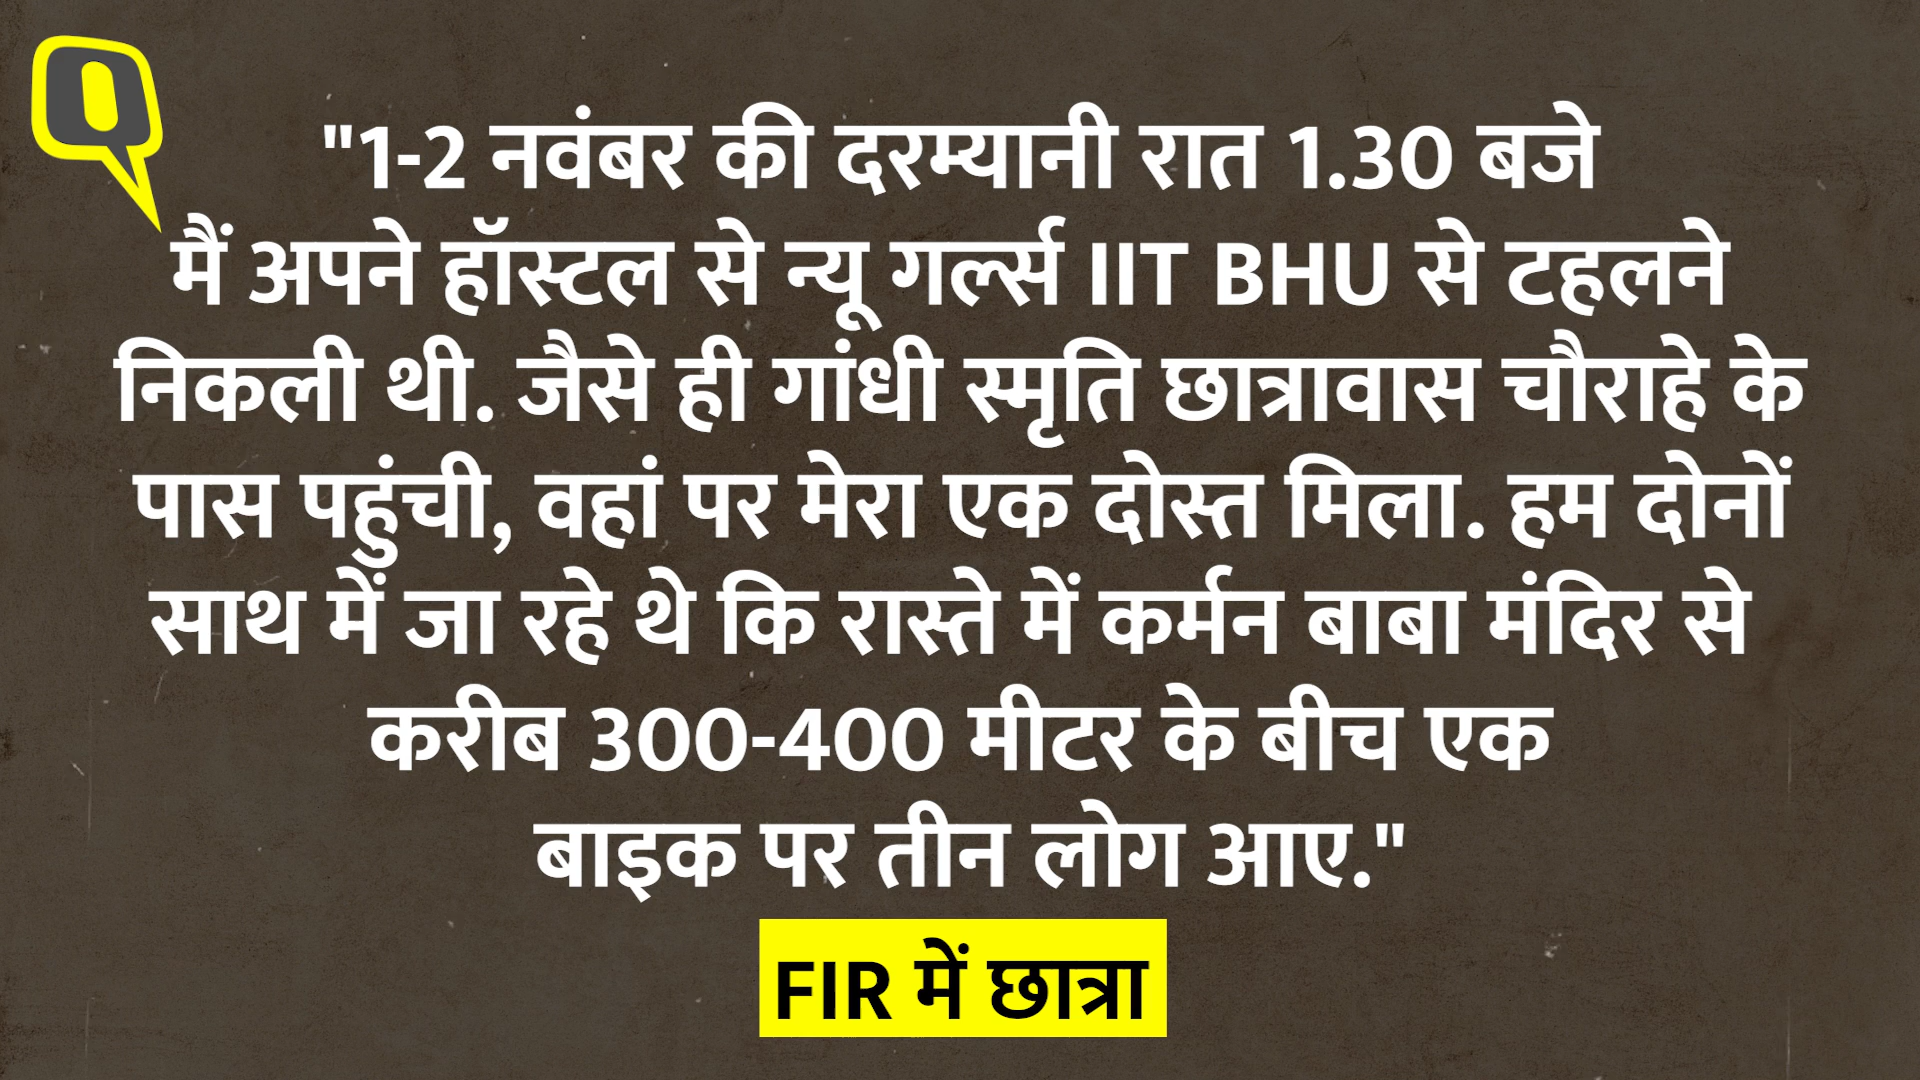 "1-2 नवंबर की दरम्यानी रात 1.30 बजे
मैं अपने हॉस्टल से न्यू गर्ल्स IIT BHU से टहलने
निकली थी. जैसे ही गांधी स्मृति छात्रावास चौराहे के
पास पहुंची, वहां पर मेरा एक दोस्त मिला. हम दोनों
साथ में जा रहे थे कि रास्ते में कर्मन बाबा मंदिर से
करीब 300-400 मीटर के बीच एक
बाइक पर तीन लोग आए."
FIR में छात्रा